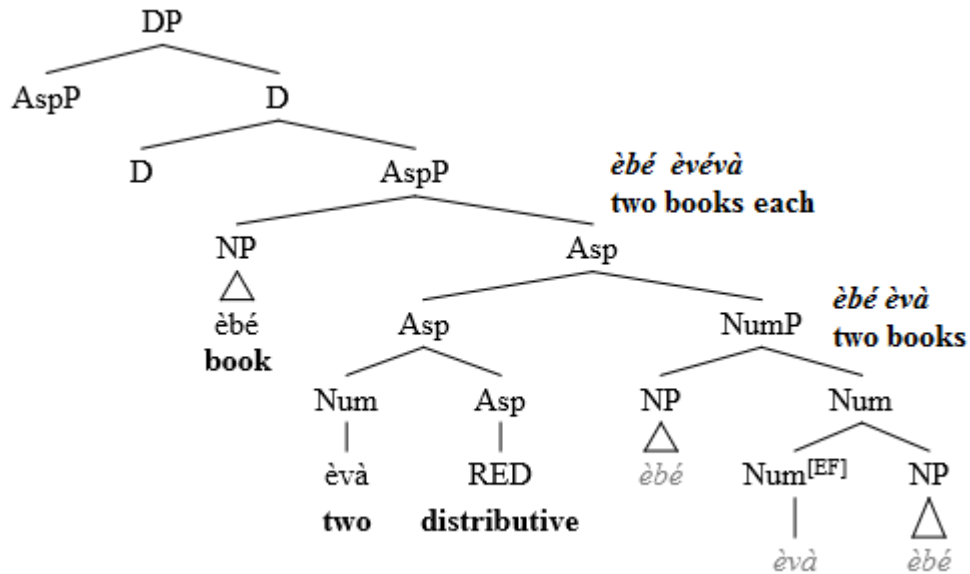 DP
AspP D
D AspP èbé èvévà
two books each
NP Asp
èbé Asp NumP èbé èvà
book two books
Num Asp NP Num
èvà RED èbé Num[EF] NP
two distributive
èvà èbé